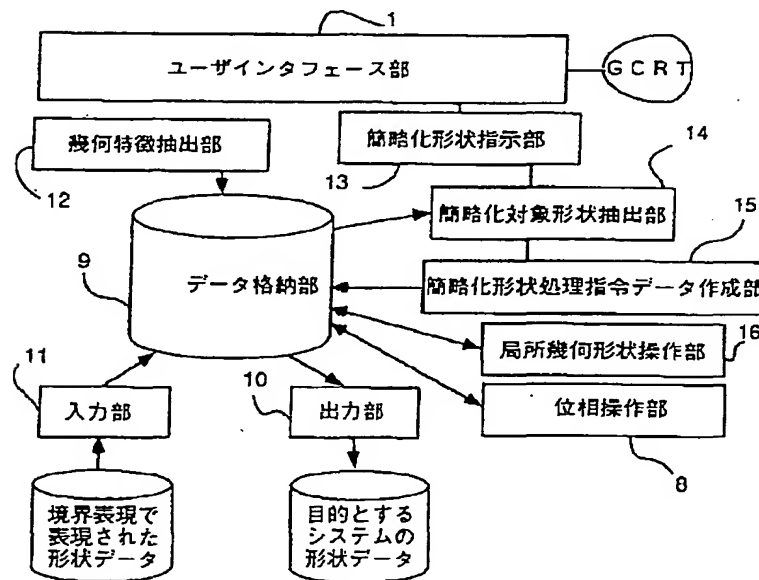 1
ユーザインタフェース部
GCRT
幾何特徴抽出部
簡略化形状指示部
12
13
14
簡略化対象形状抽出部
15
9
データ格納部
簡略化形状処理指令データ作成部
局所幾何形状操作部
16
11
10
入力部
出力部
位相操作部
8
境界表現で
表現された
形状データ
目的とする
システムの
形状データ